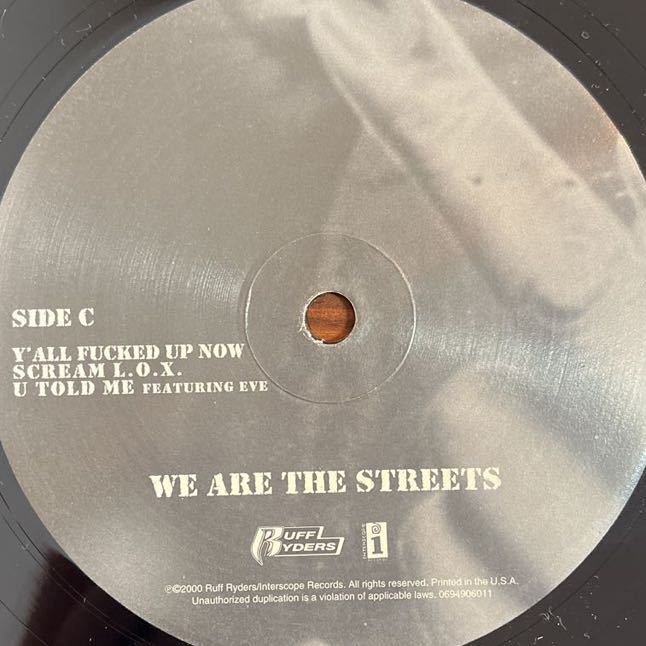 SIDE C
Y'ALL FUCKED UP NOW
SCREAM L.O.X.
U TOLD ME FEATURING EVE
WE ARE THE STREETS
RUFF RYDERS
INTERSCOPE i
℗©2000 Ruff Ryders/Interscope Records. All rights reserved. Printed in the U.S.A.
Unauthorized duplication is a violation of applicable laws. 0694906011